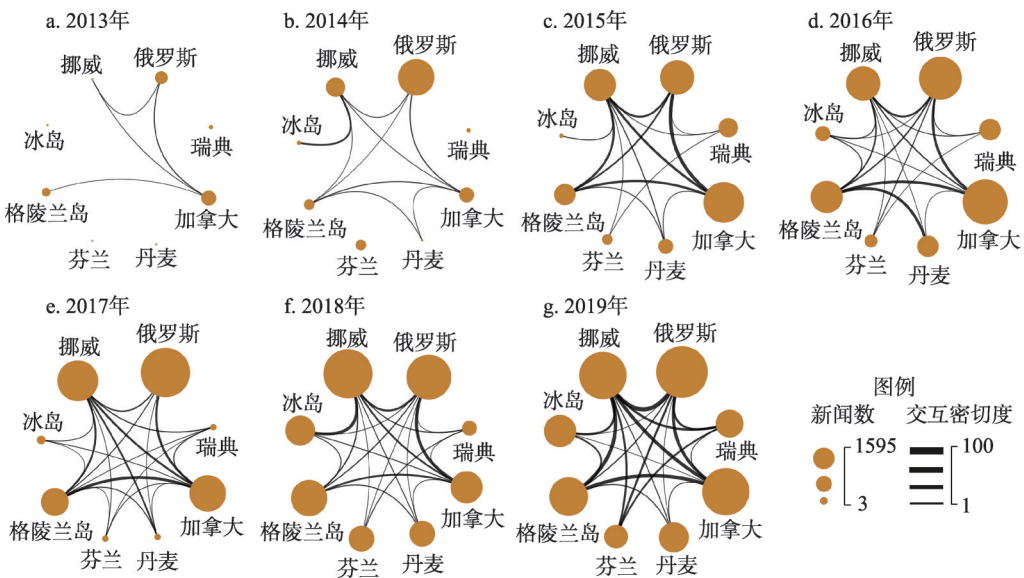 a. 2013年
挪威
俄罗斯
冰岛
瑞典
格陵兰岛
加拿大
芬兰
丹麦
b. 2014年
挪威
俄罗斯
冰岛
瑞典
格陵兰岛
加拿大
芬兰
丹麦
c. 2015年
挪威
俄罗斯
冰岛
瑞典
格陵兰岛
加拿大
芬兰
丹麦
d. 2016年
挪威
俄罗斯
冰岛
瑞典
格陵兰岛
加拿大
芬兰
丹麦
e. 2017年
挪威
俄罗斯
冰岛
瑞典
格陵兰岛
加拿大
芬兰
丹麦
f. 2018年
挪威
俄罗斯
冰岛
瑞典
格陵兰岛
加拿大
芬兰
丹麦
g. 2019年
挪威
俄罗斯
冰岛
瑞典
格陵兰岛
加拿大
芬兰
丹麦
图例
新闻数 交互密切度
1595 100
3 1